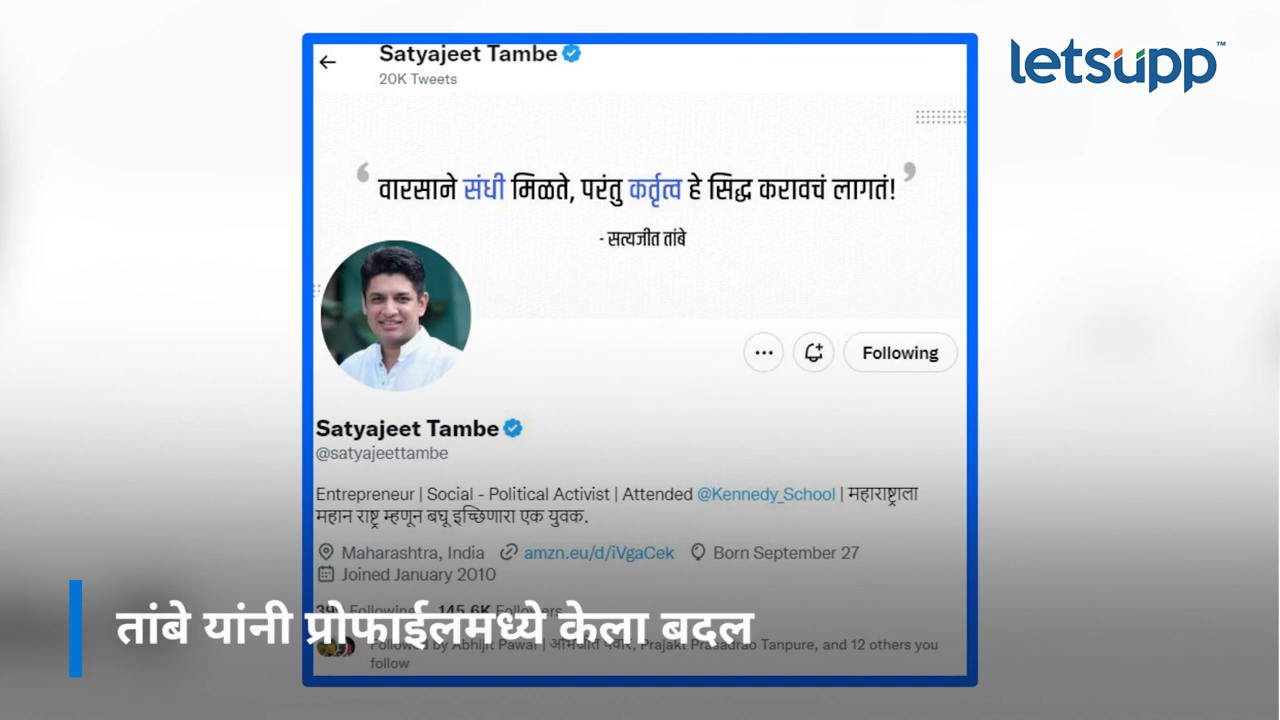 letsupp™
Satyajeet Tambe
20K Tweets
‘ वारसाने संधी मिळते, परंतु कर्तृत्व हे सिद्ध करावचं लागतं! ’
- सत्यजीत तांबे
Following
Satyajeet Tambe
@satyajeettambe
Entrepreneur | Social - Political Activist | Attended @Kennedy_School | महाराष्ट्राला
महान राष्ट्र म्हणून बघू इच्छिणारा एक युवक.
Maharashtra, India amzn.eu/d/iVgaCek Born September 27
Joined January 2010
Following 145.6K Followers
तांबे यांनी प्रोफाईलमध्ये केला बदल
Followed by Abhijit Pawar | अभिजीत पवार, Prajakt Prasadrao Tanpure, and 12 others you
follow